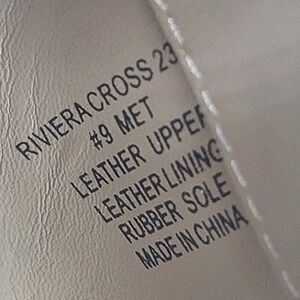 RIVIERA CROSS 23
#9 MET
LEATHER UPPER
LEATHER LINING
RUBBER SOLE
MADE IN CHINA